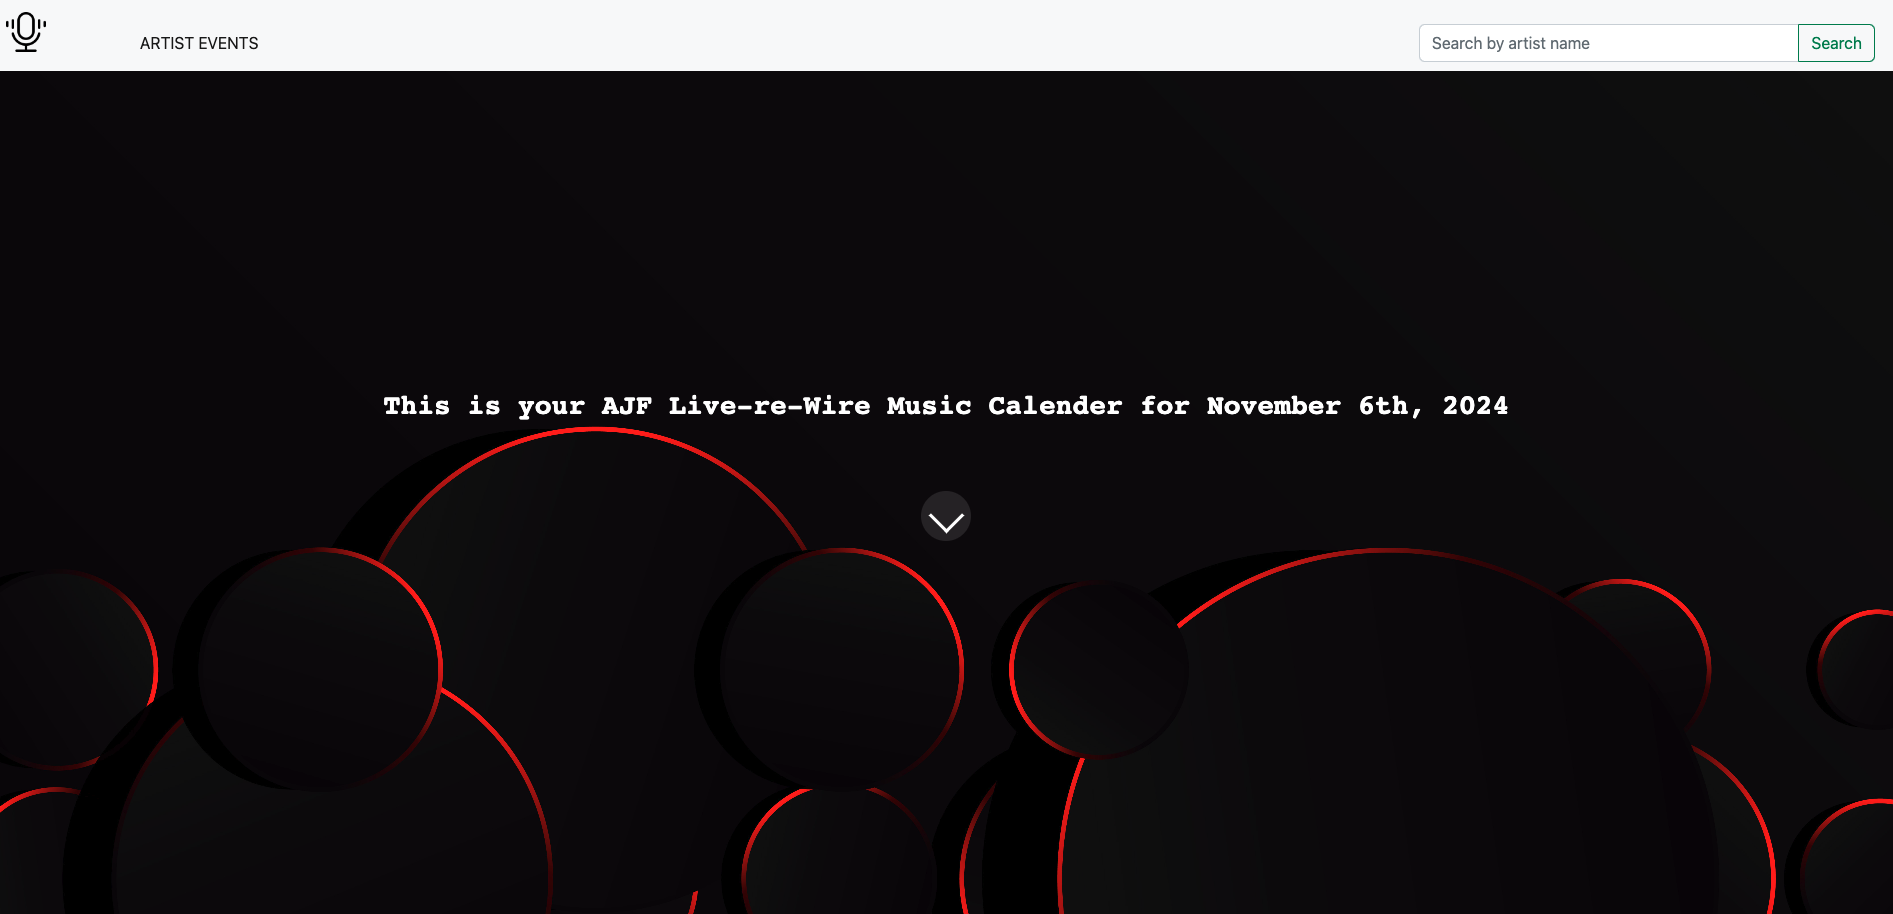 ARTIST EVENTS
Search by artist name
Search
This is your AJF Live-re-Wire Music Calender for November 6th, 2024